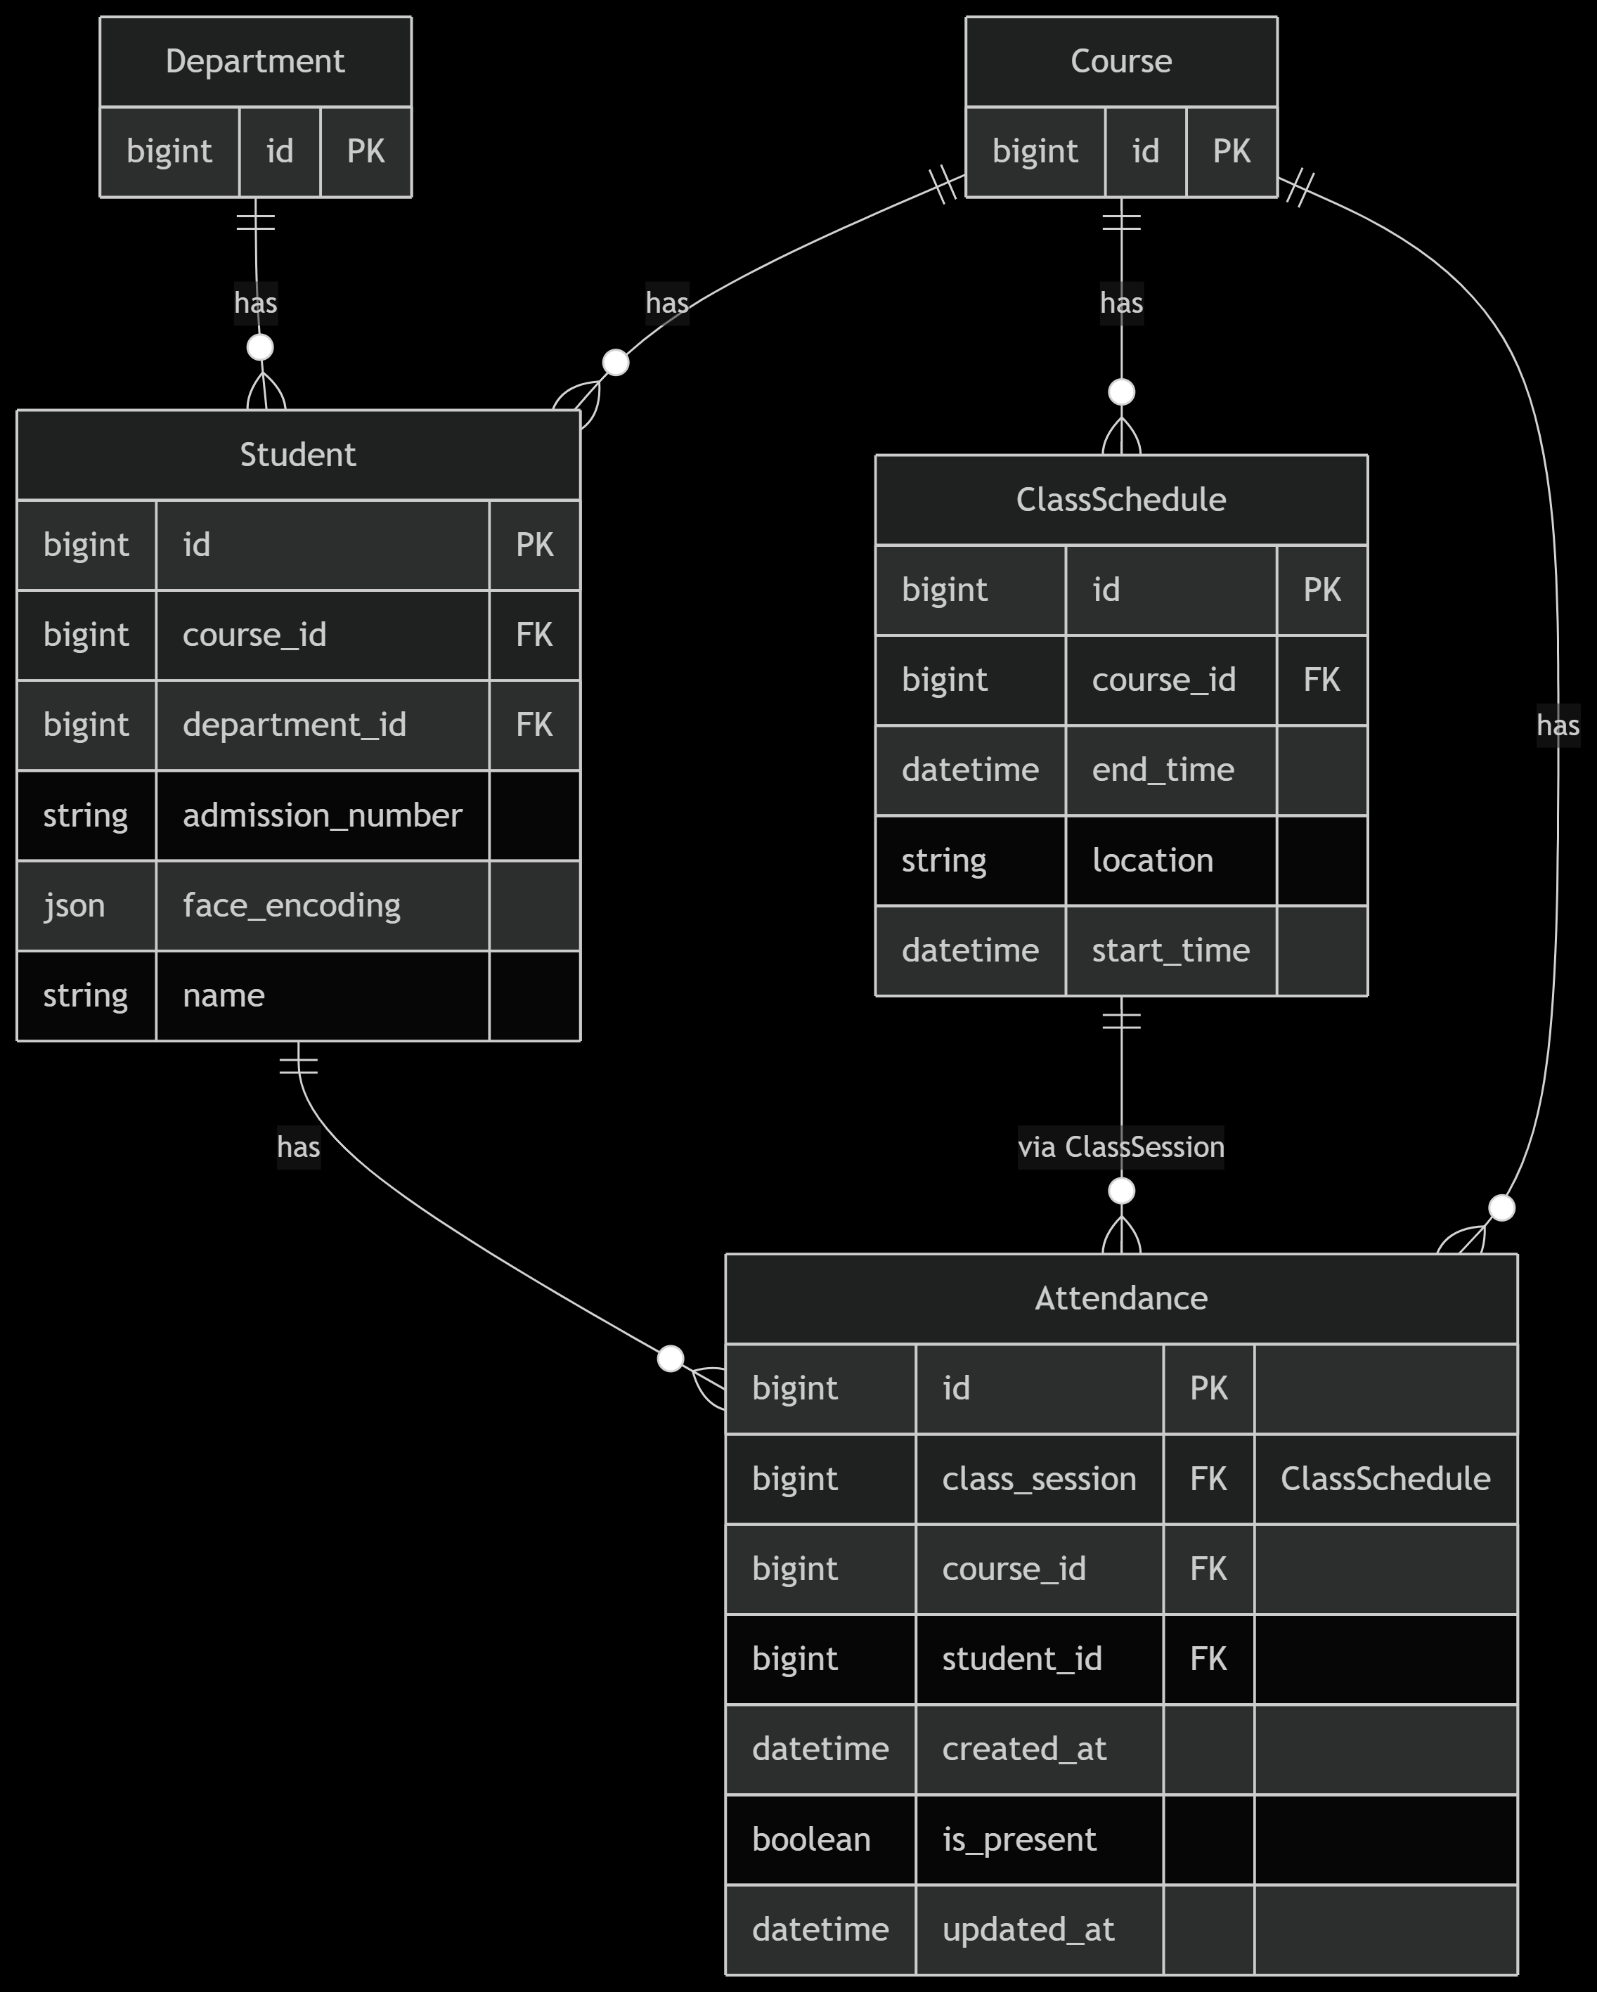 Department
bigint id PK
Course
bigint id PK
has
has
has
Student
bigint id PK
bigint course_id FK
bigint department_id FK
string admission_number
json face_encoding
string name
ClassSchedule
bigint id PK
bigint course_id FK
datetime end_time
string location
datetime start_time
has
has
via ClassSession
Attendance
bigint id PK
bigint class_session FK ClassSchedule
bigint course_id FK
bigint student_id FK
datetime created_at
boolean is_present
datetime updated_at